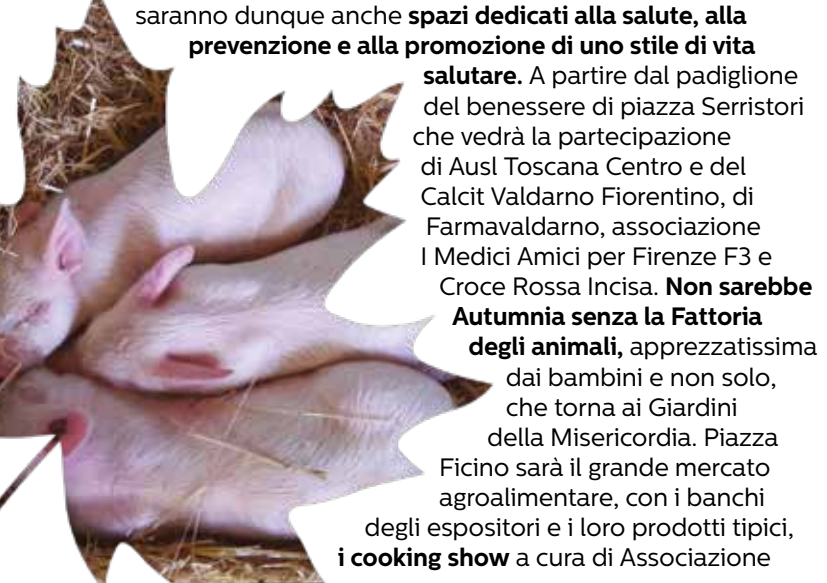 saranno dunque anche spazi dedicati alla salute, alla
prevenzione e alla promozione di uno stile di vita
salutare. A partire dal padiglione
del benessere di piazza Serristori
che vedrà la partecipazione
di Ausl Toscana Centro e del
Calcit Valdarno Fiorentino, di
Farmavaldarno, associazione
I Medici Amici per Firenze F3 e
Croce Rossa Incisa. Non sarebbe
Autumnia senza la Fattoria
degli animali, apprezzatissima
dai bambini e non solo,
che torna ai Giardini
della Misericordia. Piazza
Ficino sarà il grande mercato
agroalimentare, con i banchi
degli espositori e i loro prodotti tipici,
i cooking show a cura di Associazione